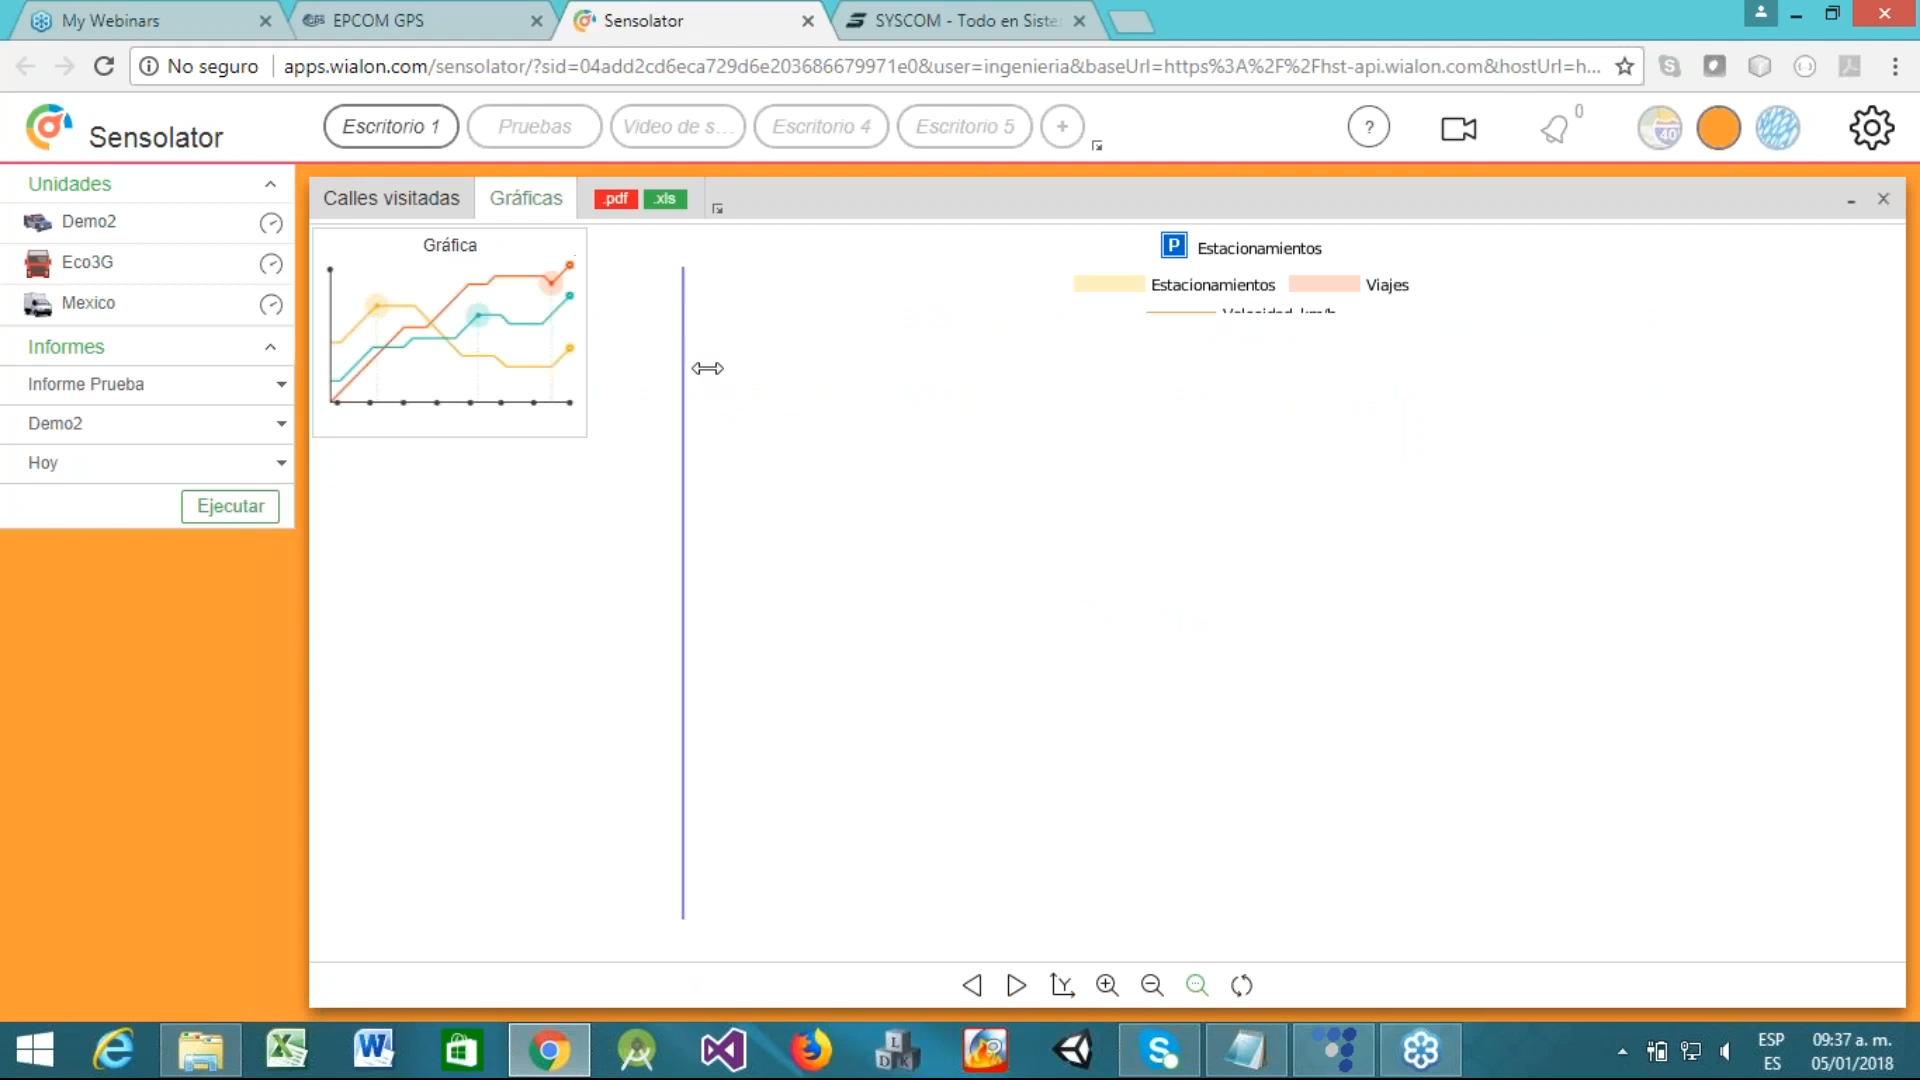 My Webinars
EPCOM GPS
Sensolator
SYSCOM - Todo en Siste
No seguro
apps.wialon.com/sensolator/?sid=04add2cd6eca729d6e203686679971e0&user=ingenieria&baseUrl=https%3A%2F%2Fhst-api.wialon.com&hostUrl=h...
Sensolator
Escritorio 1
Pruebas
Video de s...
Escritorio 4
Escritorio 5
+
?
0
40
Unidades
Demo2
Eco3G
Mexico
Informes
Informe Prueba
Demo2
Hoy
Ejecutar
Calles visitadas
Gráficas
.pdf
.xls
Gráfica
P Estacionamientos
Estacionamientos
Viajes
Velocidad, km/h
Y
L
D K
ESP
ES
09:37 a. m.
05/01/2018